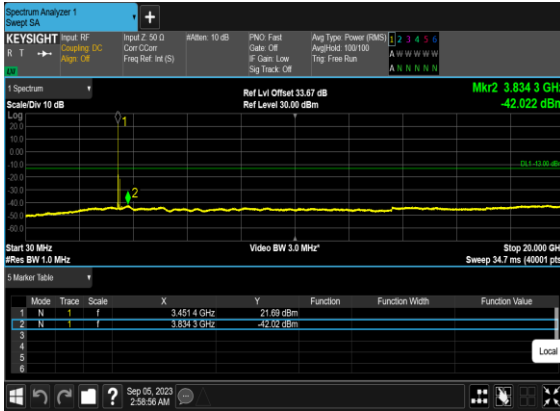 Spectrum Analyzer 1
Swept SA
+
KEYSIGHT Input: RF
R T Coupling: DC
Align: Off
LXI
Input Z: 50 Ω
Corr CCorr
Freq Ref: Int (S)
#Atten: 10 dB
PNO: Fast
Gate: Off
IF Gain: Low
Sig Track: Off
Avg Type: Power (RMS)
Avg|Hold: 100/100
Trig: Free Run
1 2 3 4 5 6
A W W W W W
A N N N N N
1 Spectrum
Scale/Div 10 dB
Ref Lvl Offset 33.67 dB
Ref Level 30.00 dBm
Mkr2 3.834 3 GHz
-42.022 dBm
Log
20.0
10.0
0.00
-10.0
-20.0
-30.0
-40.0
-50.0
-60.0
1
2
DL1 -13.00 dBm
Start 30 MHz
#Res BW 1.0 MHz
Video BW 3.0 MHz*
Stop 20.000 GHz
Sweep 34.7 ms (40001 pts)
5 Marker Table
Mode Trace Scale X Y Function Function Width Function Value
1 N 1 f 3.451 4 GHz 21.69 dBm
2 N 1 f 3.834 3 GHz -42.02 dBm
3
4
5
6
Local
?
Sep 05, 2023
2:58:56 AM